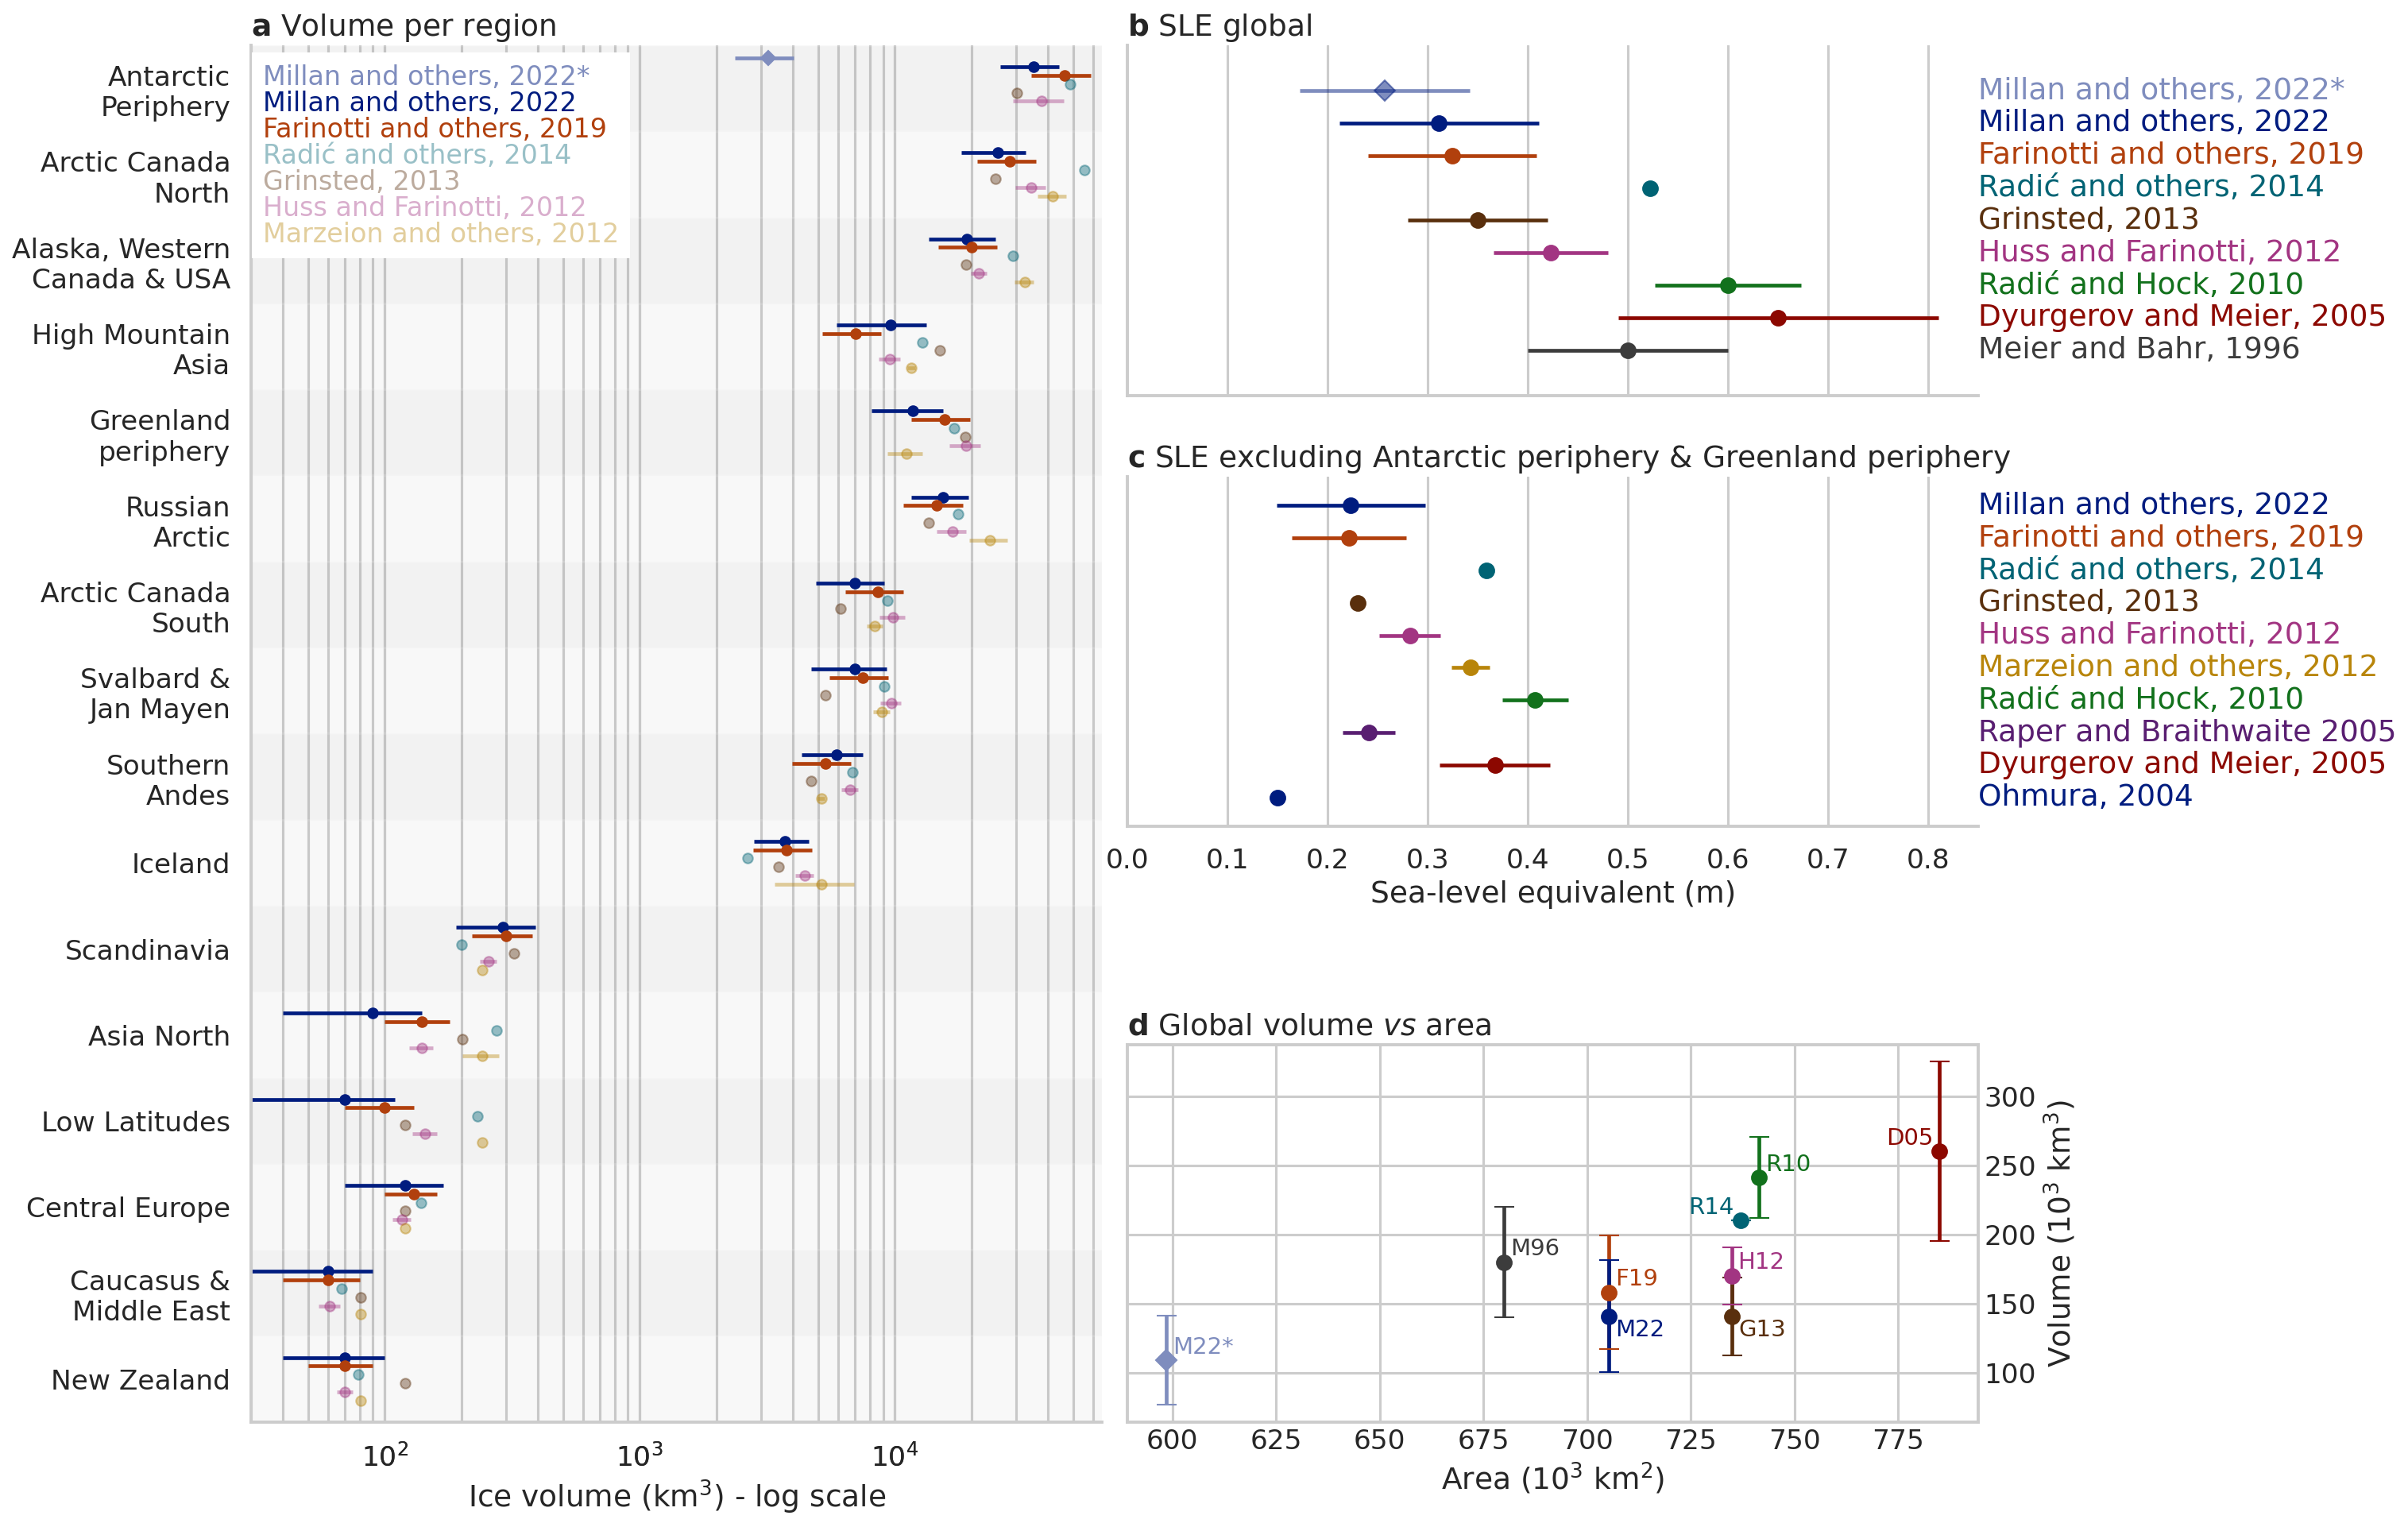 a Volume per region
Millan and others, 2022*
Millan and others, 2022
Farinotti and others, 2019
Radić and others, 2014
Grinsted, 2013
Huss and Farinotti, 2012
Marzeion and others, 2012
Antarctic
Periphery
Arctic Canada
North
Alaska, Western
Canada & USA
High Mountain
Asia
Greenland
periphery
Russian
Arctic
Arctic Canada
South
Svalbard &
Jan Mayen
Southern
Andes
Iceland
Scandinavia
Asia North
Low Latitudes
Central Europe
Caucasus &
Middle East
New Zealand
10² 10³ 10⁴
Ice volume (km³) - log scale
b SLE global
Millan and others, 2022*
Millan and others, 2022
Farinotti and others, 2019
Radić and others, 2014
Grinsted, 2013
Huss and Farinotti, 2012
Radić and Hock, 2010
Dyurgerov and Meier, 2005
Meier and Bahr, 1996
c SLE excluding Antarctic periphery & Greenland periphery
Millan and others, 2022
Farinotti and others, 2019
Radić and others, 2014
Grinsted, 2013
Huss and Farinotti, 2012
Marzeion and others, 2012
Radić and Hock, 2010
Raper and Braithwaite 2005
Dyurgerov and Meier, 2005
Ohmura, 2004
0.0 0.1 0.2 0.3 0.4 0.5 0.6 0.7 0.8
Sea-level equivalent (m)
d Global volume vs area
300
250
200
150
100
Volume (10³ km³)
D05
R10
R14
M96
H12
F19
M22
G13
M22*
600 625 650 675 700 725 750 775
Area (10³ km²)